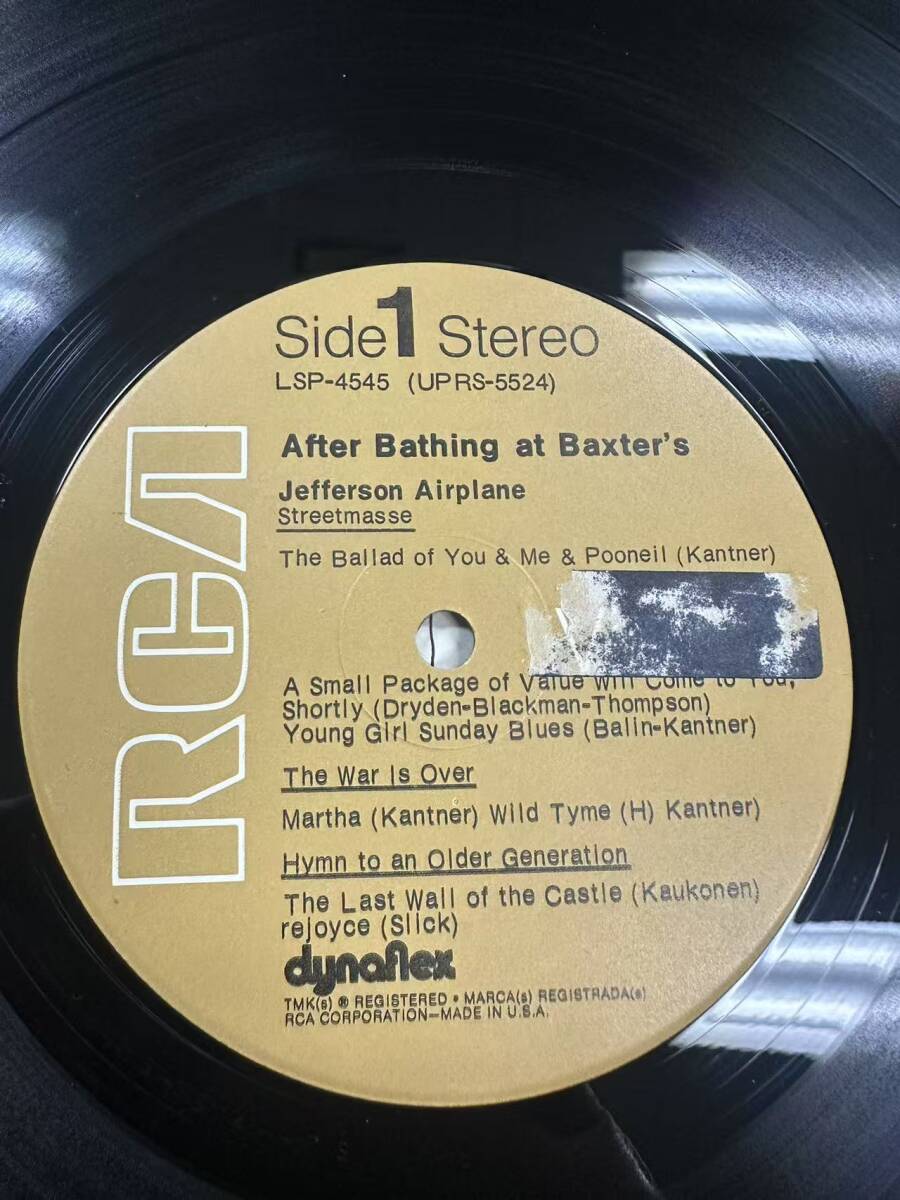 RCA
Side 1 Stereo
LSP-4545 (UPRS-5524)
After Bathing at Baxter's
Jefferson Airplane
Streetmasse
The Ballad of You & Me & Pooneil (Kantner)
A Small Package of Value Will Come to You,
Shortly (Dryden-Blackman-Thompson)
Young Girl Sunday Blues (Balin-Kantner)
The War Is Over
Martha (Kantner) Wild Tyme (H) Kantner)
Hymn to an Older Generation
The Last Wall of the Castle (Kaukonen)
rejoyce (Slick)
dynaflex
TMK(s) ® REGISTERED • MARCA(s) REGISTRADA(s)
RCA CORPORATION—MADE IN U.S.A.